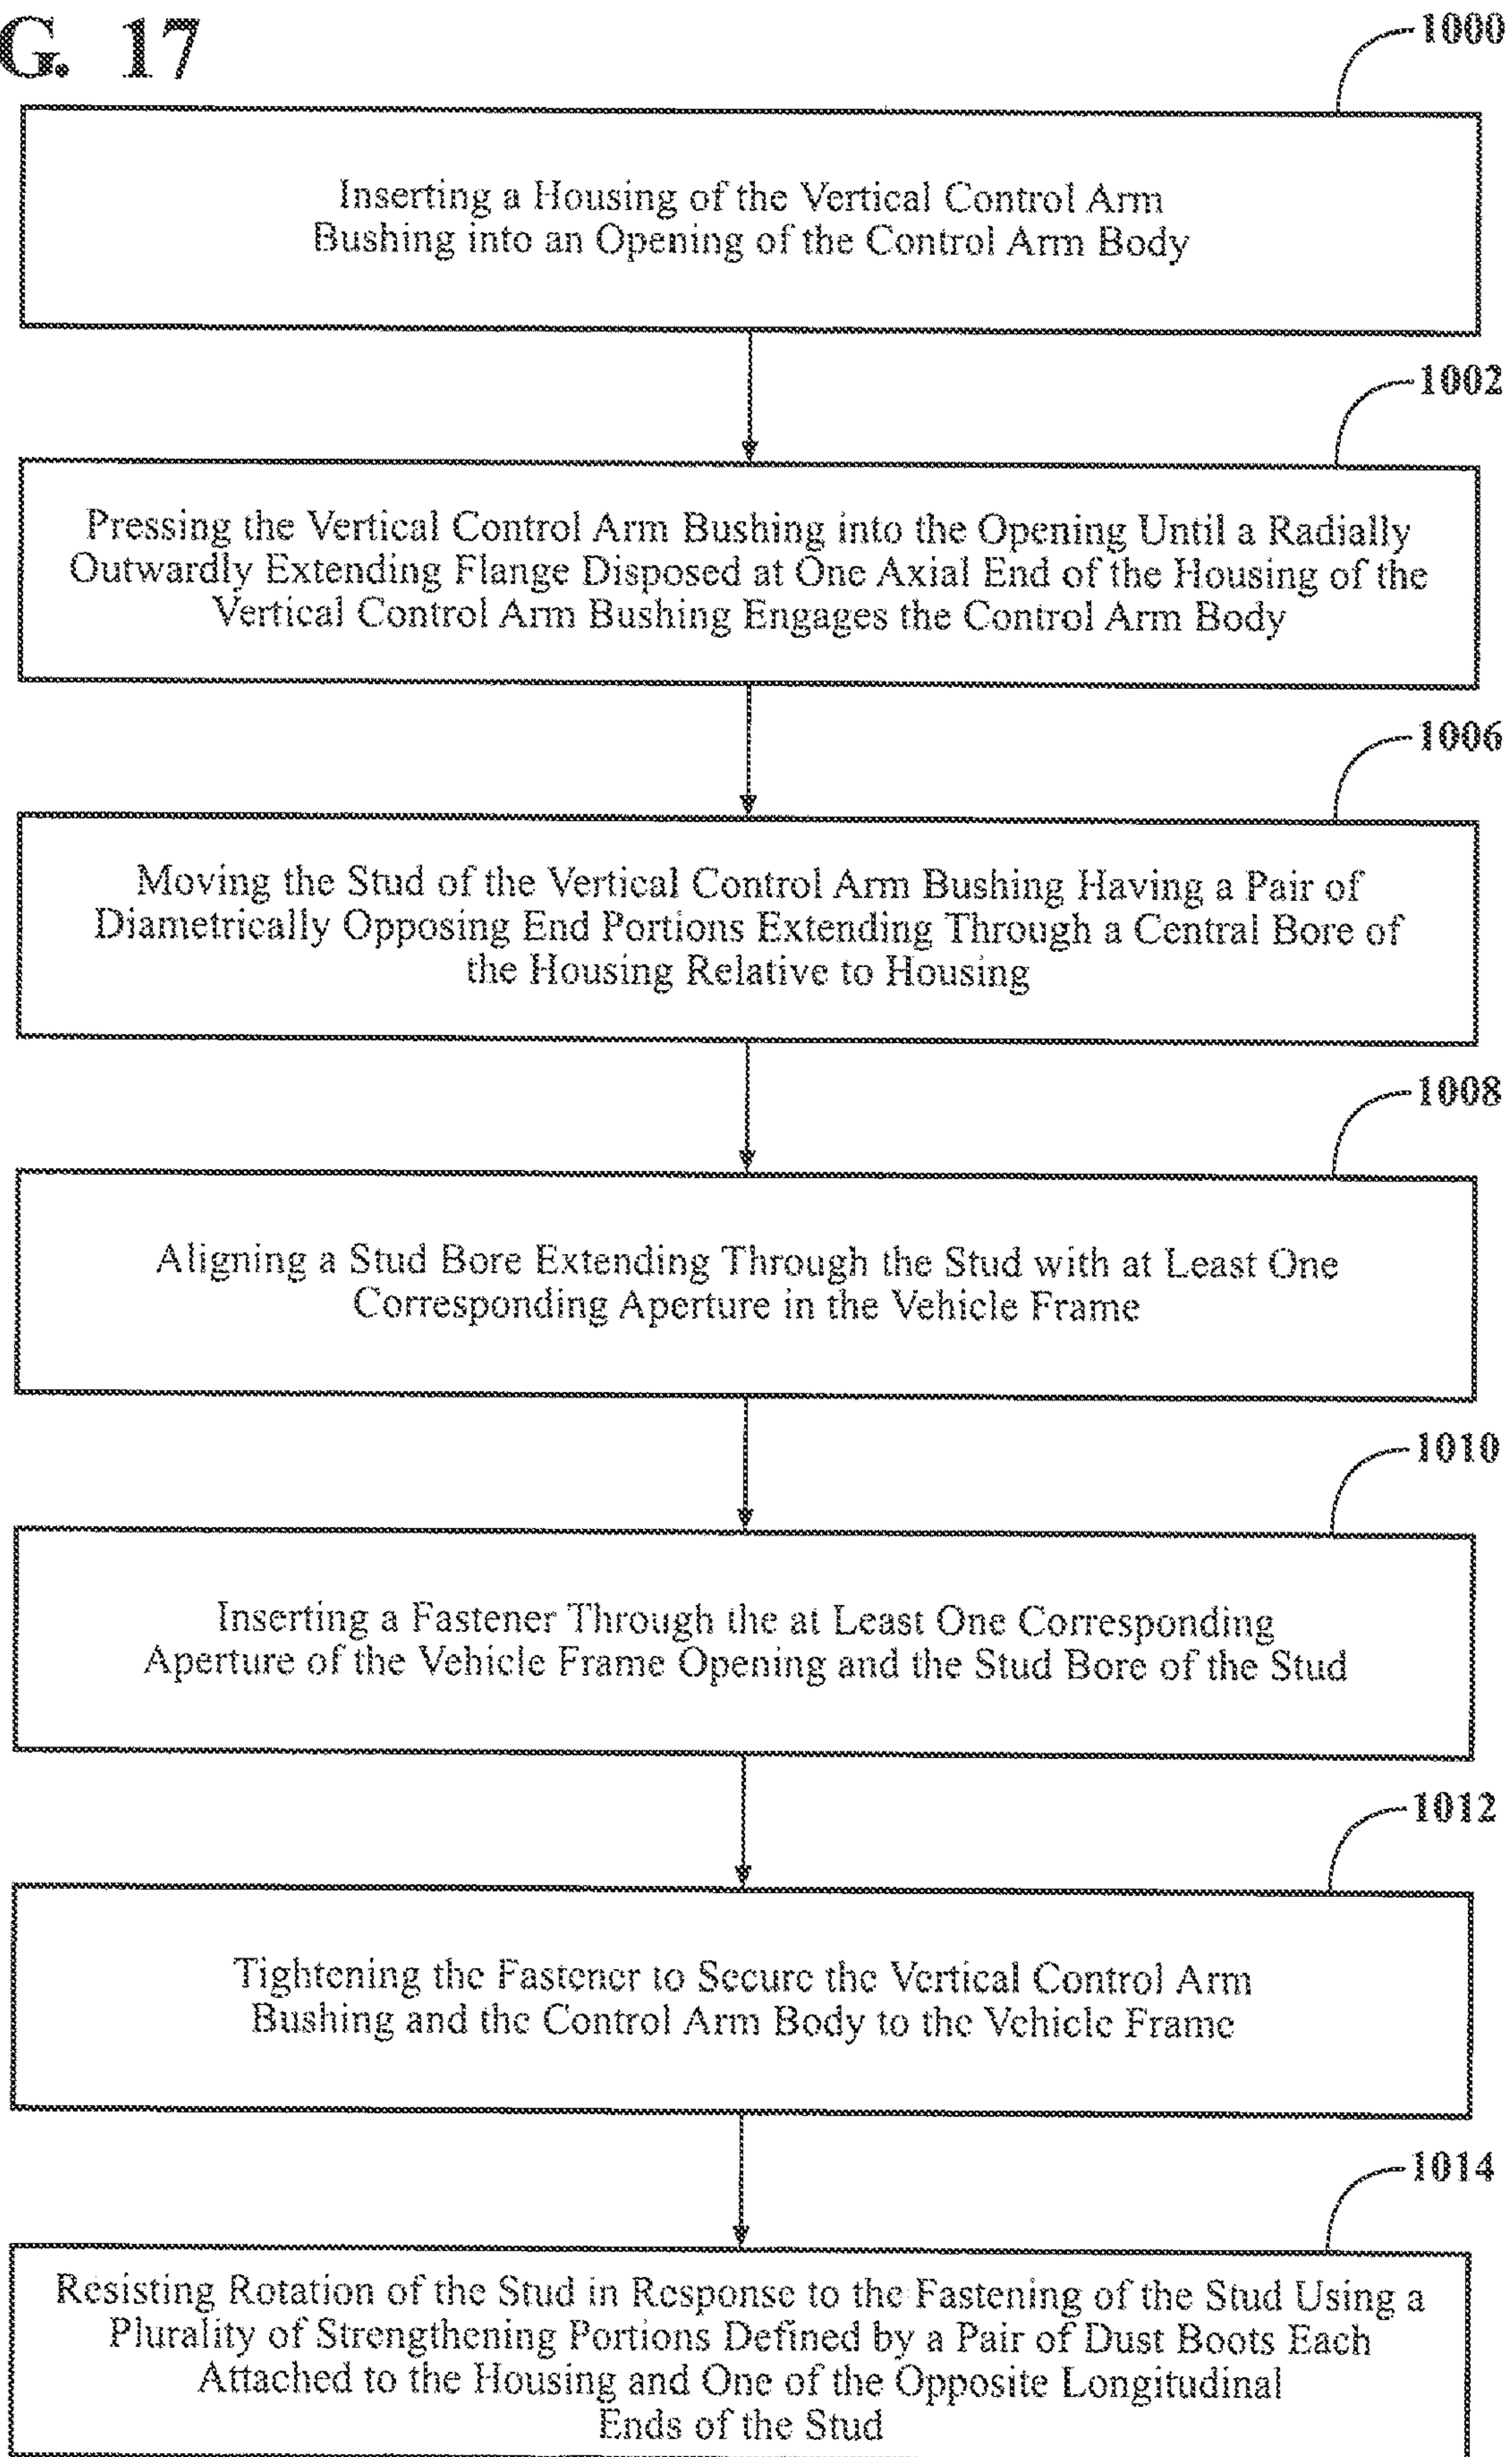 G. 17
1000
Inserting a Housing of the Vertical Control Arm
Bushing into an Opening of the Control Arm Body
1002
Pressing the Vertical Control Arm Bushing into the Opening Until a Radially
Outwardly Extending Flange Disposed at One Axial End of the Housing of the
Vertical Control Arm Bushing Engages the Control Arm Body
1006
Moving the Stud of the Vertical Control Arm Bushing Having a Pair of
Diametrically Opposing End Portions Extending Through a Central Bore of
the Housing Relative to Housing
1008
Aligning a Stud Bore Extending Through the Stud with at Least One
Corresponding Aperture in the Vehicle Frame
1010
Inserting a Fastener Through the at Least One Corresponding
Aperture of the Vehicle Frame Opening and the Stud Bore of the Stud
1012
Tightening the Fastener to Secure the Vertical Control Arm
Bushing and the Control Arm Body to the Vehicle Frame
1014
Resisting Rotation of the Stud in Response to the Fastening of the Stud Using a
Plurality of Strengthening Portions Defined by a Pair of Dust Boots Each
Attached to the Housing and One of the Opposite Longitudinal
Ends of the Stud